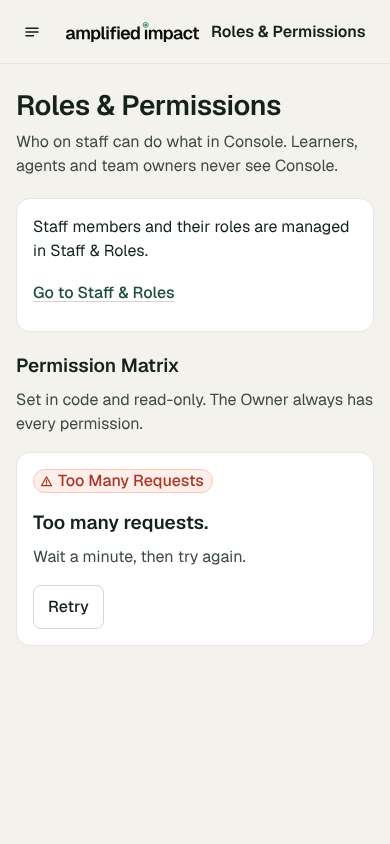 amplified impact Roles & Permissions
Roles & Permissions
Who on staff can do what in Console. Learners,
agents and team owners never see Console.
Staff members and their roles are managed
in Staff & Roles.
Go to Staff & Roles
Permission Matrix
Set in code and read-only. The Owner always has
every permission.
Too Many Requests
Too many requests.
Wait a minute, then try again.
Retry